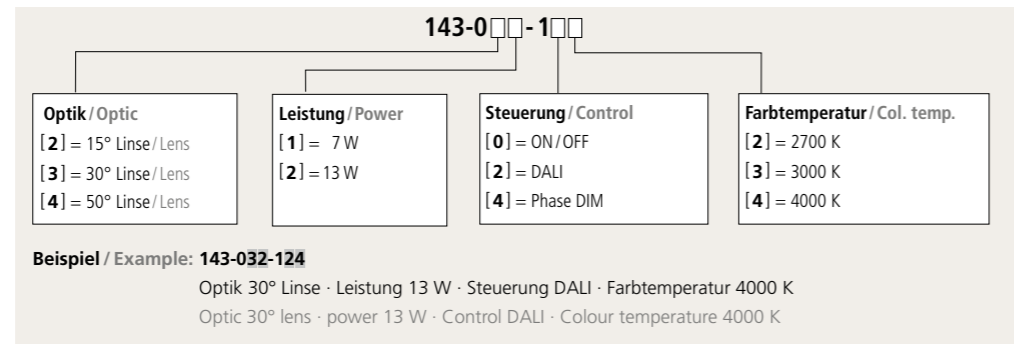 143-0□□-1□□
Optik/Optic
[2] = 15° Linse/Lens
[3] = 30° Linse/Lens
[4] = 50° Linse/Lens
Leistung/Power
[1] = 7 W
[2] = 13 W
Steuerung/Control
[0] = ON/OFF
[2] = DALI
[4] = Phase DIM
Farbtemperatur/Col. temp.
[2] = 2700 K
[3] = 3000 K
[4] = 4000 K
Beispiel / Example: 143-032-124
Optik 30° Linse · Leistung 13 W · Steuerung DALI · Farbtemperatur 4000 K
Optic 30° lens · power 13 W · Control DALI · Colour temperature 4000 K